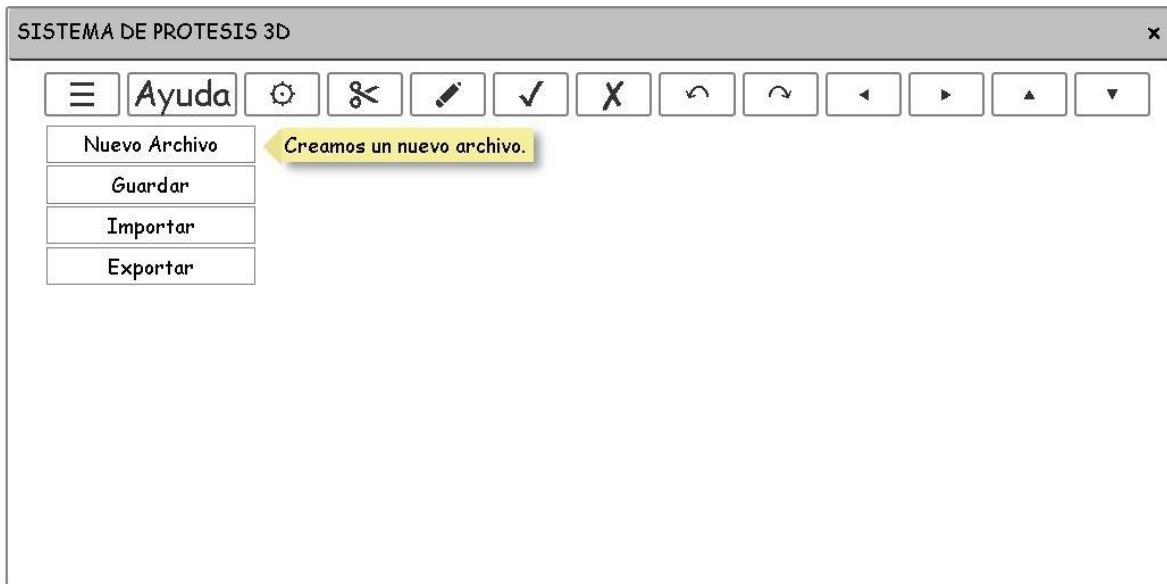 SISTEMA DE PROTESIS 3D
Ayuda
Nuevo Archivo
Creamos un nuevo archivo.
Guardar
Importar
Exportar